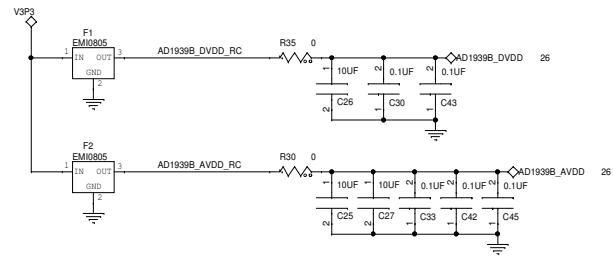 V3P3
F1
EMI0805
1 IN OUT 3
GND
2
AD1939B_DVDD_RC
R35 0
AD1939B_DVDD 26
1 2 2
10UF 0.1UF 0.1UF
2 1 1
C26 C30 C43
F2
EMI0805
1 IN OUT 3
GND
2
AD1939B_AVDD_RC
R30 0
AD1939B_AVDD 26
1 1 2 2 2
10UF 10UF 0.1UF 0.1UF 0.1UF
2 2 1 1 1
C25 C27 C33 C42 C45